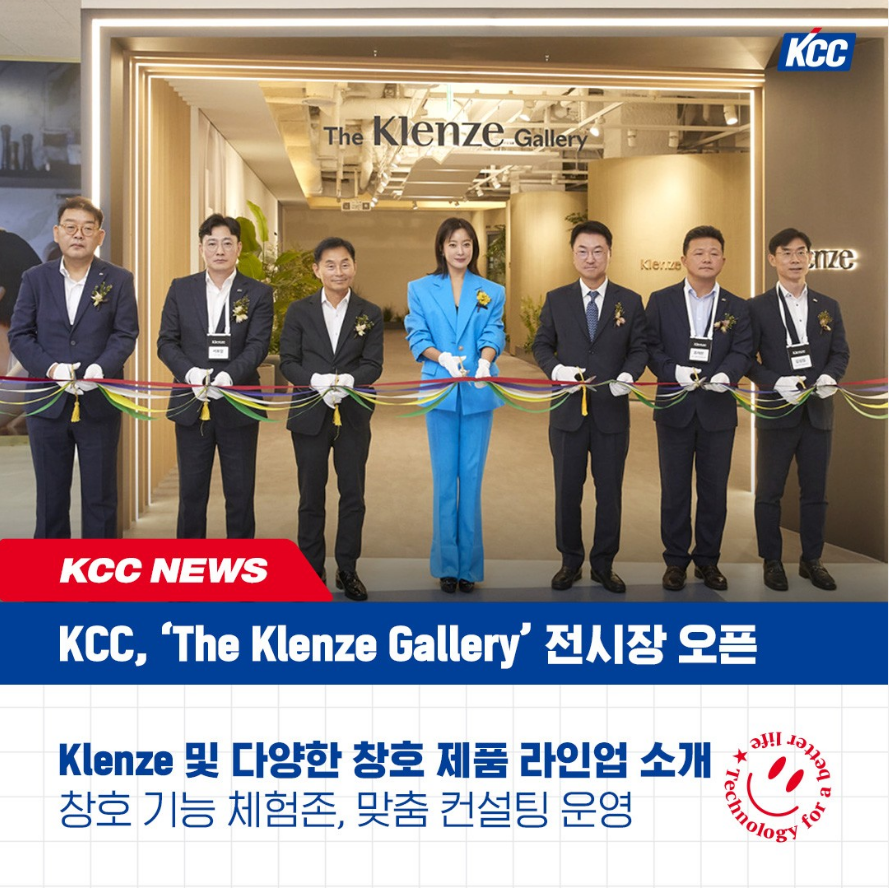 KCC
The Klenze Gallery
Klenze
Klenze
KCC NEWS
KCC, ‘The Klenze Gallery’ 전시장 오픈
Klenze 및 다양한 창호 제품 라인업 소개
창호 기능 체험존, 맞춤 컨설팅 운영
★ Technology for a better life